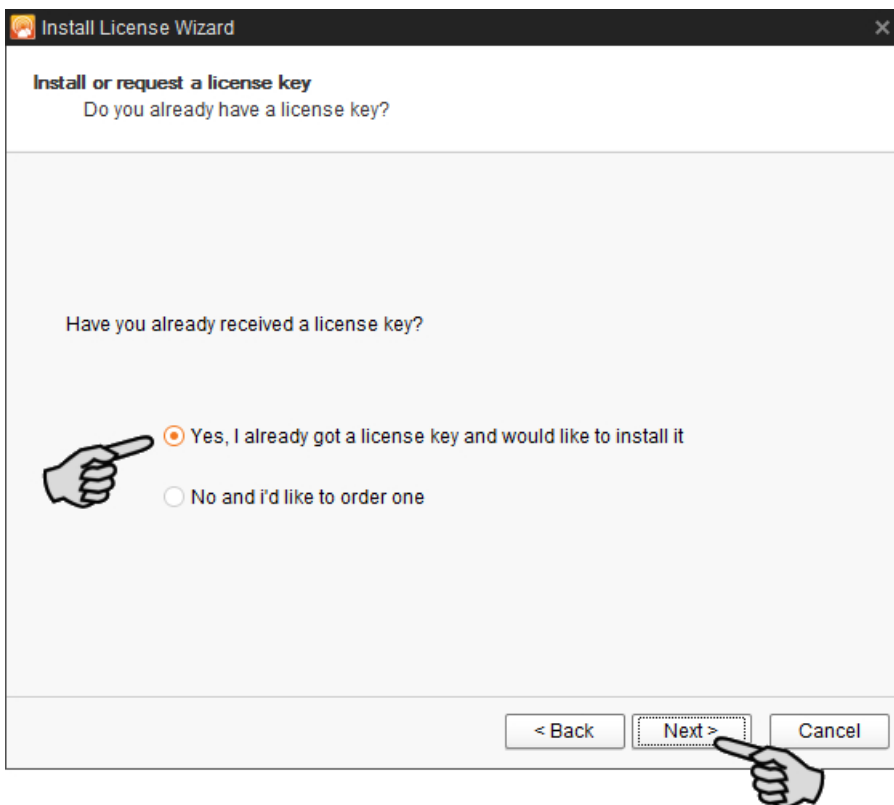 Install License Wizard
Install or request a license key
Do you already have a license key?
Have you already received a license key?
Yes, I already got a license key and would like to install it
No and i'd like to order one
< Back
Next >
Cancel